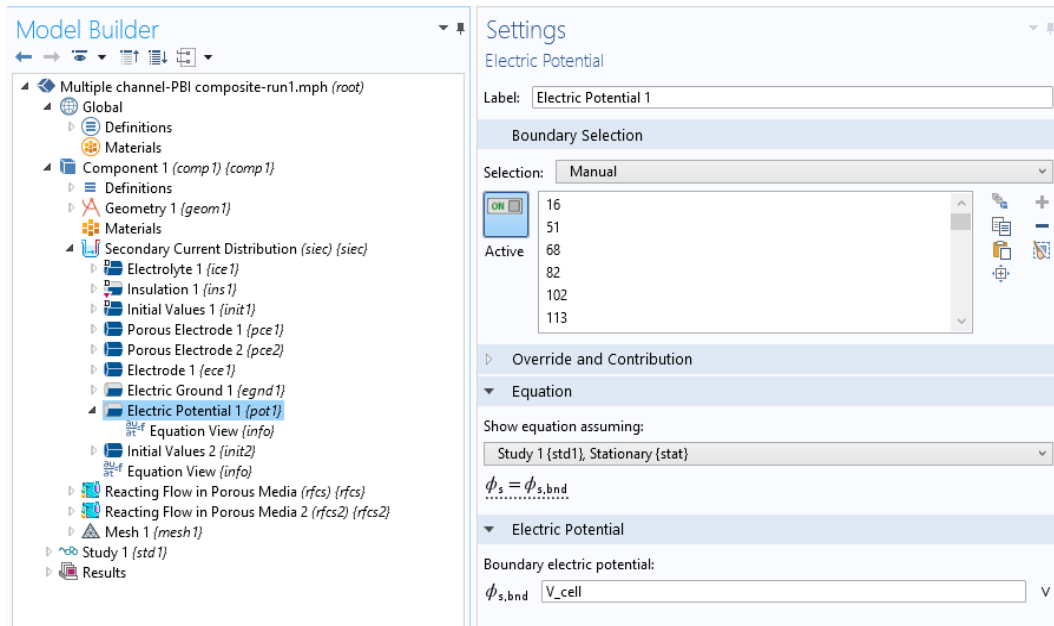 Model Builder
Multiple channel-PBI composite-run1.mph (root)
Global
Definitions
Materials
Component 1 (comp1) {comp1}
Definitions
Geometry 1 {geom1}
Materials
Secondary Current Distribution (siec) {siec}
Electrolyte 1 {ice1}
Insulation 1 {ins1}
Initial Values 1 {init1}
Porous Electrode 1 {pce1}
Porous Electrode 2 {pce2}
Electrode 1 {ece1}
Electric Ground 1 {egnd1}
Electric Potential 1 {pot1}
Equation View {info}
Initial Values 2 {init2}
Equation View {info}
Reacting Flow in Porous Media (rfcs) {rfcs}
Reacting Flow in Porous Media 2 (rfcs2) {rfcs2}
Mesh 1 {mesh1}
Study 1 {std1}
Results
Settings
Electric Potential
Label: Electric Potential 1
Boundary Selection
Selection: Manual
ON
Active
16
51
68
82
102
113
Override and Contribution
Equation
Show equation assuming:
Study 1 {std1}, Stationary {stat}
ϕs = ϕs,bnd
Electric Potential
Boundary electric potential:
ϕs,bnd V_cell V